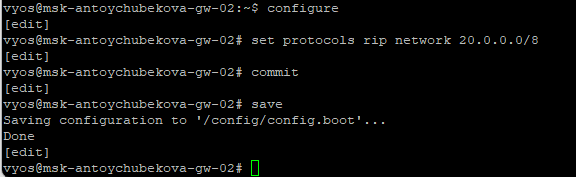 vyos@msk-antoychubekova-gw-02:~$ configure
[edit]
vyos@msk-antoychubekova-gw-02# set protocols rip network 20.0.0.0/8
[edit]
vyos@msk-antoychubekova-gw-02# commit
[edit]
vyos@msk-antoychubekova-gw-02# save
Saving configuration to '/config/config.boot'...
Done
[edit]
vyos@msk-antoychubekova-gw-02#